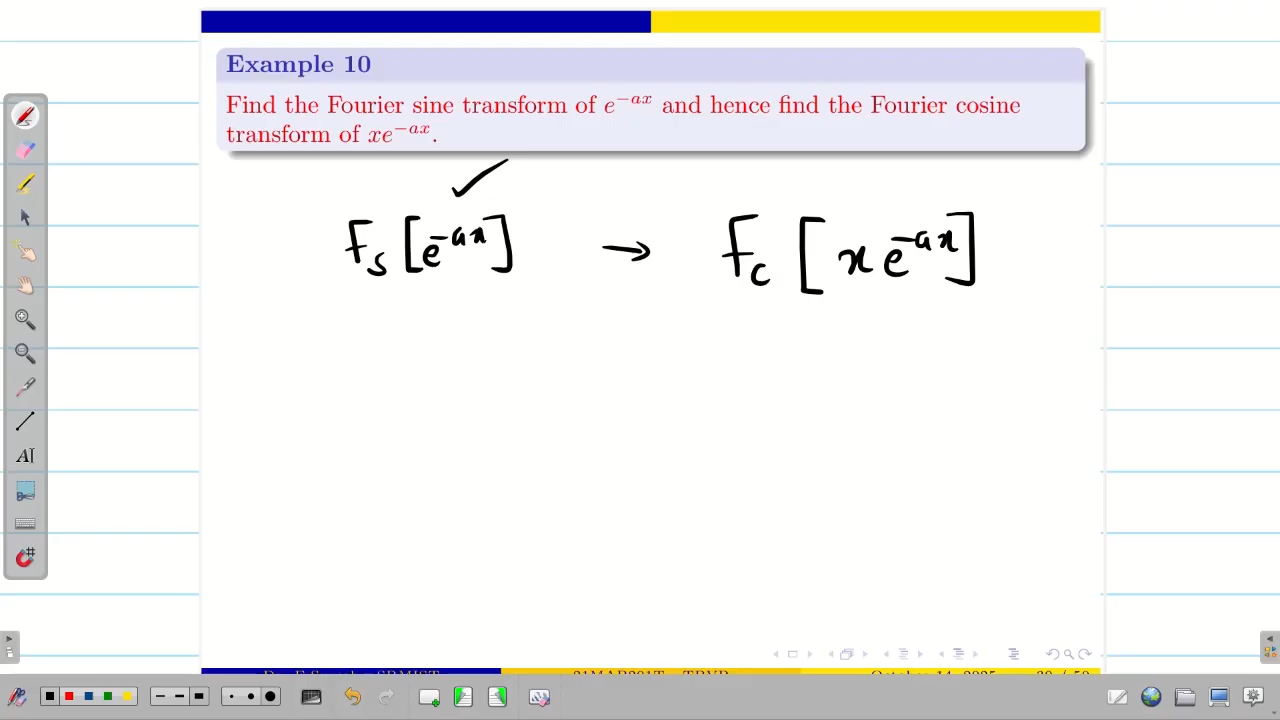 Example 10
Find the Fourier sine transform of e^{-ax} and hence find the Fourier cosine
transform of xe^{-ax}.
F_s [e^{-ax}] → F_c [x e^{-ax}]
AI